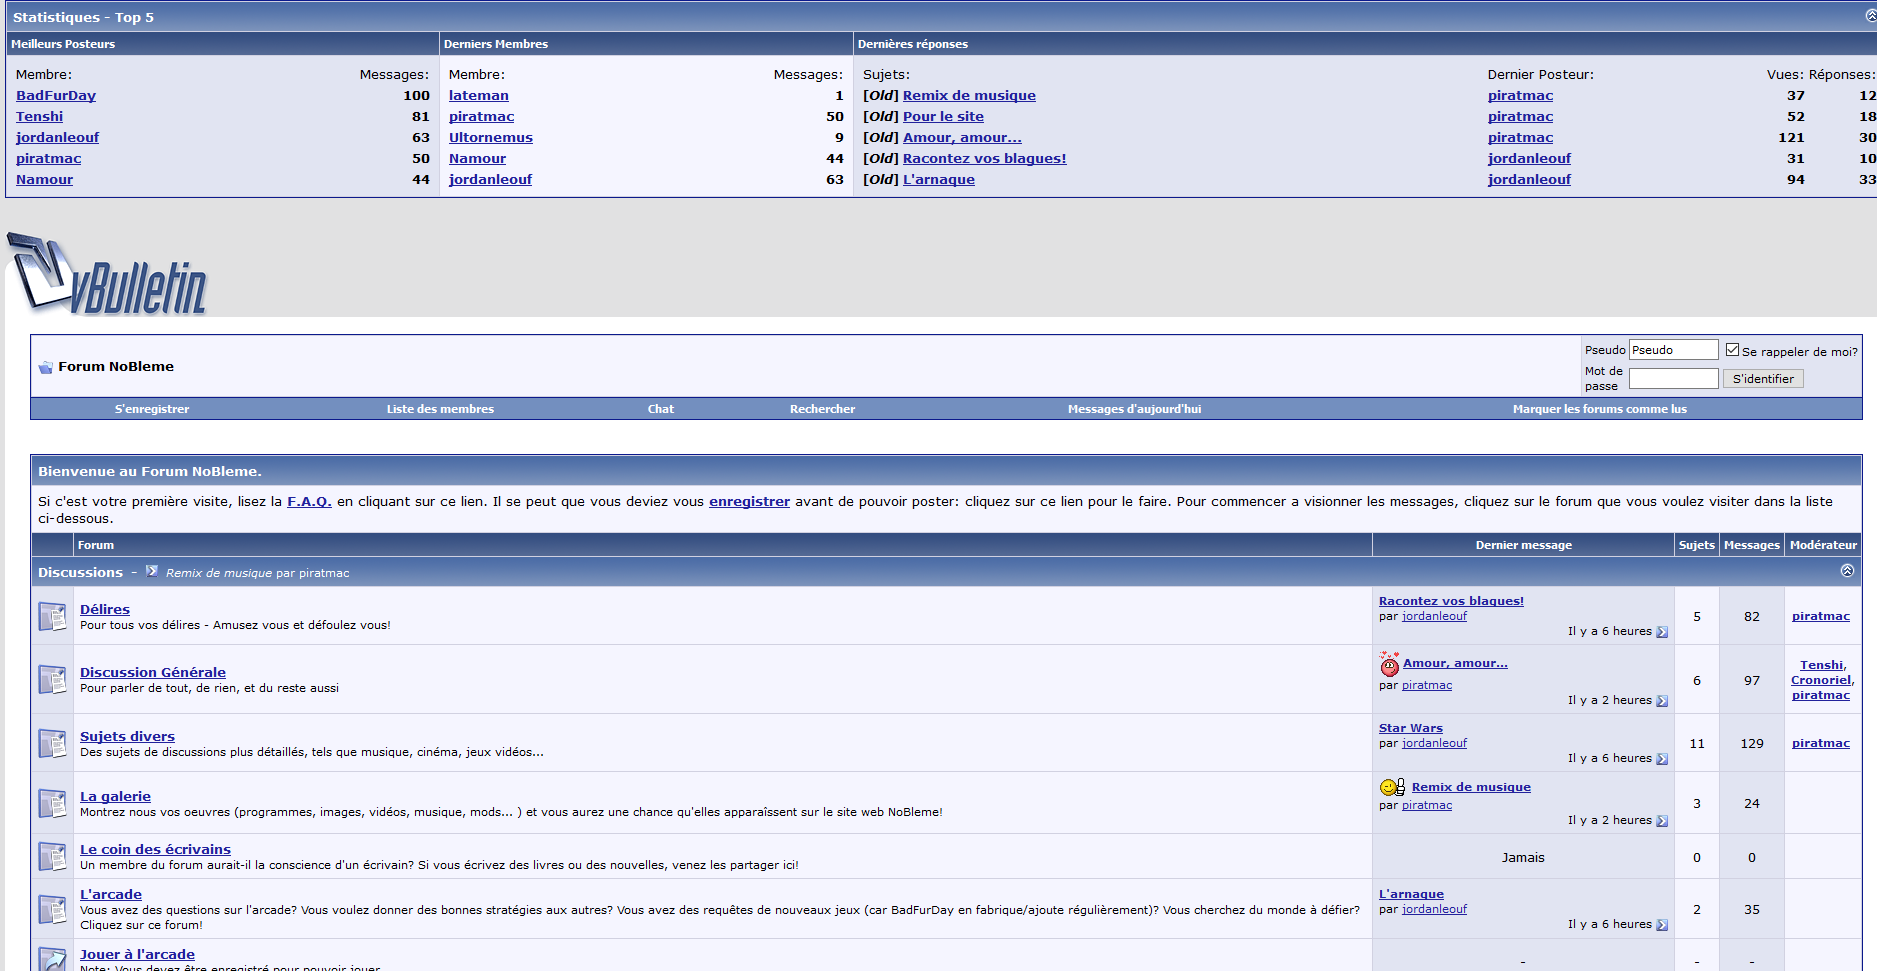 Statistiques - Top 5
Meilleurs Posteurs Derniers Membres Dernières réponses
Membre: Messages: Membre: Messages: Sujets: Dernier Posteur: Vues: Réponses:
BadFurDay 100 lateman 1 [Old] Remix de musique piratmac 37 12
Tenshi 81 piratmac 50 [Old] Pour le site piratmac 52 18
jordanleouf 63 Ultornemus 9 [Old] Amour, amour... piratmac 121 30
piratmac 50 Namour 44 [Old] Racontez vos blagues! jordanleouf 31 10
Namour 44 jordanleouf 63 [Old] L'arnaque jordanleouf 94 33
vBulletin
Forum NoBleme
Pseudo Pseudo Se rappeler de moi?
Mot de passe S'identifier
S'enregistrer Liste des membres Chat Rechercher Messages d'aujourd'hui Marquer les forums comme lus
Bienvenue au Forum NoBleme.
Si c'est votre première visite, lisez la F.A.Q. en cliquant sur ce lien. Il se peut que vous deviez vous enregistrer avant de pouvoir poster: cliquez sur ce lien pour le faire. Pour commencer a visionner les messages, cliquez sur le forum que vous voulez visiter dans la liste
ci-dessous.
Forum Dernier message Sujets Messages Modérateur
Discussions - Remix de musique par piratmac
Délires
Pour tous vos délires - Amusez vous et défoulez vous!
Racontez vos blagues!
par jordanleouf
Il y a 6 heures
5 82 piratmac
Discussion Générale
Pour parler de tout, de rien, et du reste aussi
Amour, amour...
par piratmac
Il y a 2 heures
6 97
Tenshi,
Cronoriel,
piratmac
Sujets divers
Des sujets de discussions plus détaillés, tels que musique, cinéma, jeux vidéos...
Star Wars
par jordanleouf
Il y a 6 heures
11 129 piratmac
La galerie
Montrez nous vos oeuvres (programmes, images, vidéos, musique, mods... ) et vous aurez une chance qu'elles apparaîssent sur le site web NoBleme!
Remix de musique
par piratmac
Il y a 2 heures
3 24
Le coin des écrivains
Un membre du forum aurait-il la conscience d'un écrivain? Si vous écrivez des livres ou des nouvelles, venez les partager ici!
Jamais 0 0
L'arcade
Vous avez des questions sur l'arcade? Vous voulez donner des bonnes stratégies aux autres? Vous avez des requêtes de nouveaux jeux (car BadFurDay en fabrique/ajoute régulièrement)? Vous cherchez du monde à défier?
Cliquez sur ce forum!
L'arnaque
par jordanleouf
Il y a 6 heures
2 35
Jouer à l'arcade
Note: Vous devez être enregistré pour pouvoir jouer
- - -